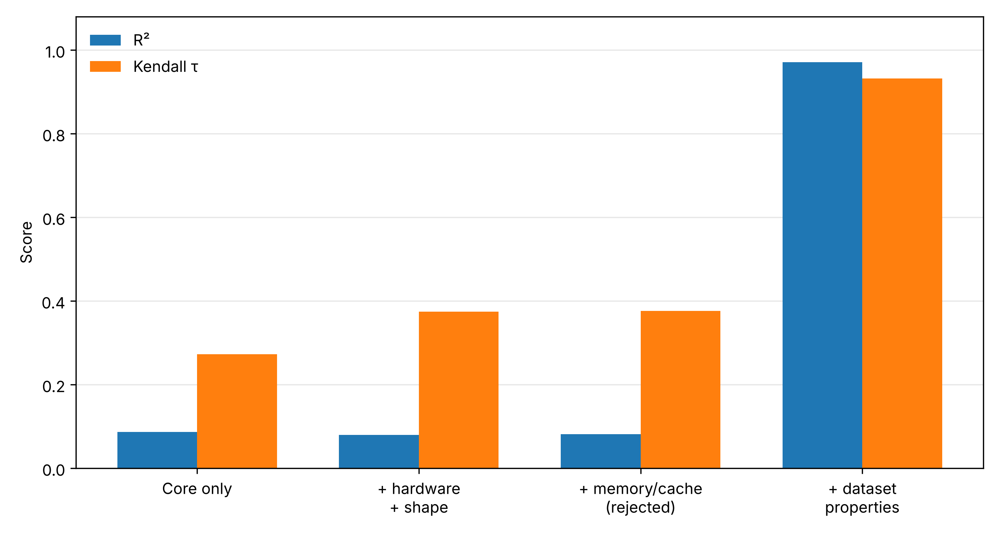 R²
Kendall τ
1.0
0.8
0.6
0.4
0.2
0.0
Score
Core only
+ hardware
+ shape
+ memory/cache
(rejected)
+ dataset
properties